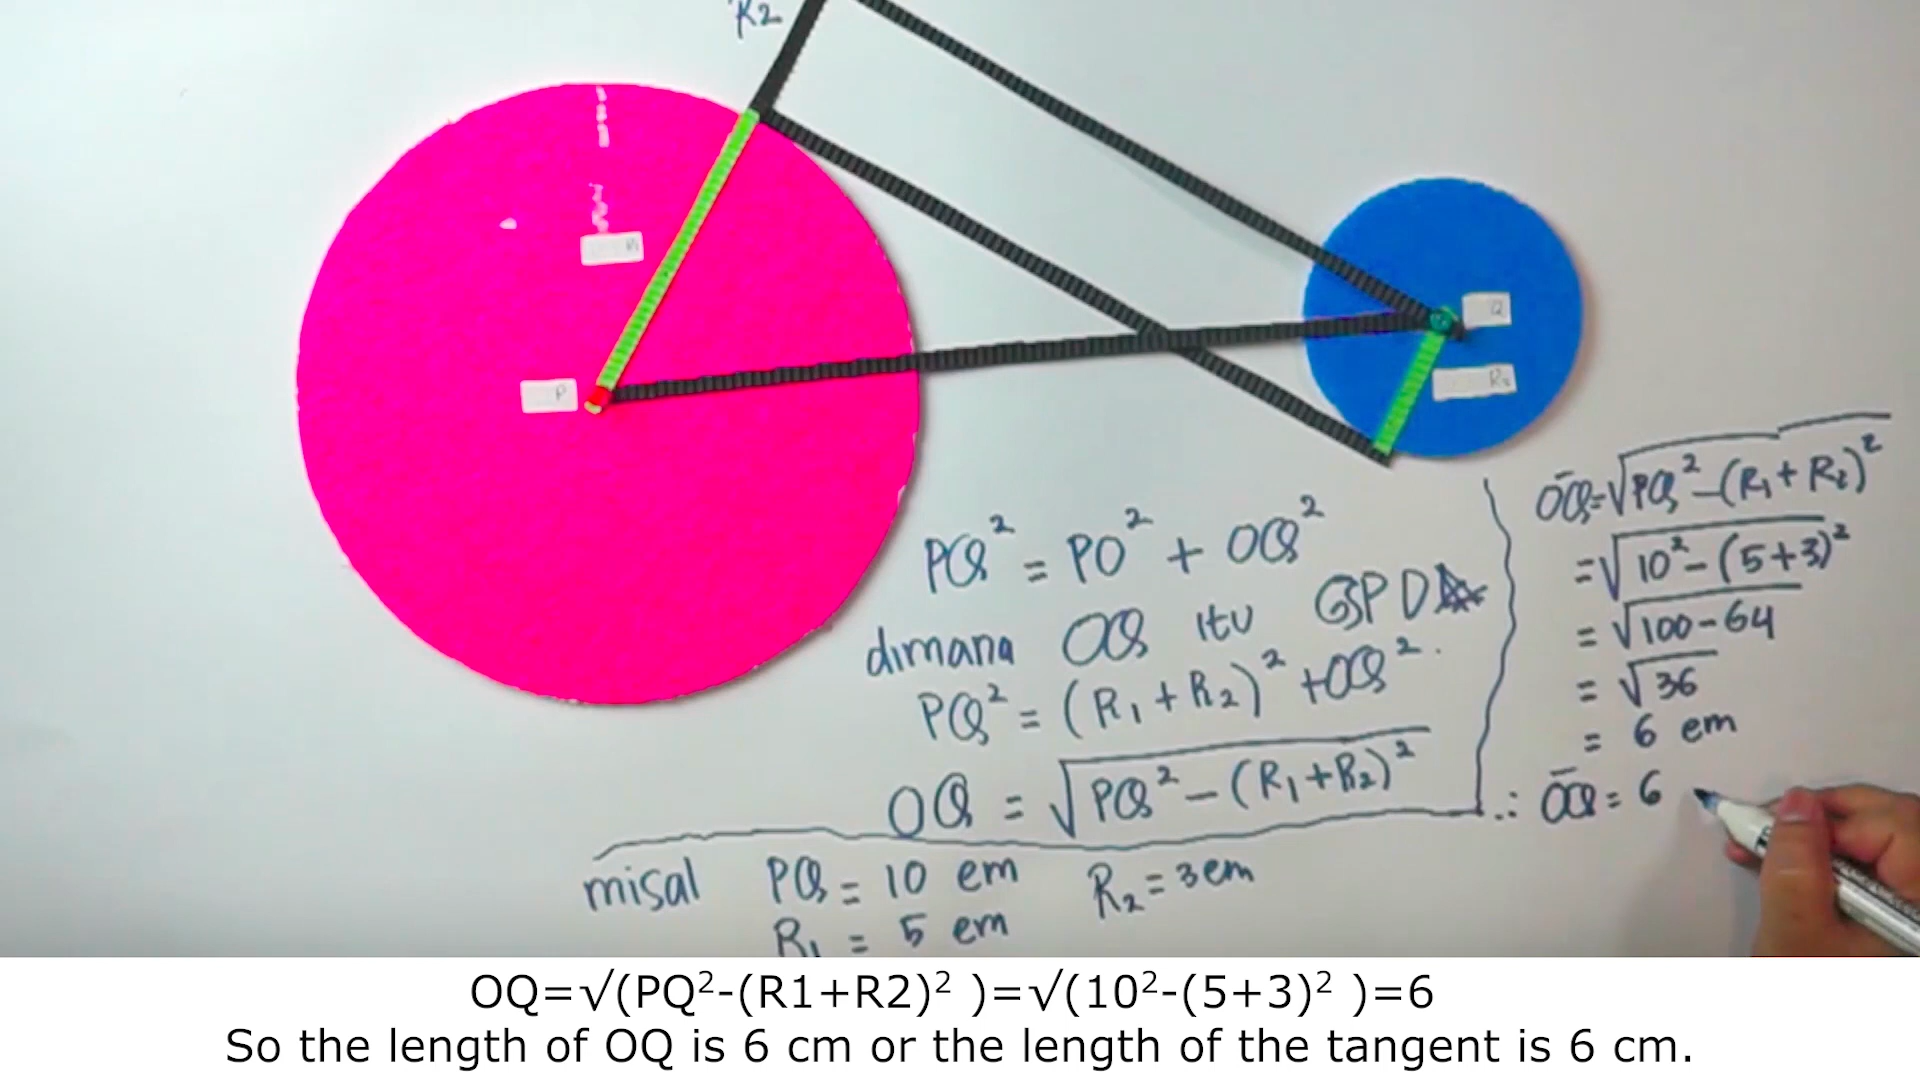 R2
P
Q
R₂
PQ² = PO² + OQ²
dimana OQ itu GSPD
PQ² = (R₁ + R₂)² + OQ².
OQ = √PQ² - (R₁+R₂)²
misal PQ = 10 cm R₂ = 3 cm
R₁ = 5 cm
OQ = √PQ² - (R₁ + R₂)²
= √10² - (5+3)²
= √100 - 64
= √36
= 6 cm
∴ OQ = 6
OQ=√(PQ²-(R1+R2)² )=√(10²-(5+3)² )=6
So the length of OQ is 6 cm or the length of the tangent is 6 cm.